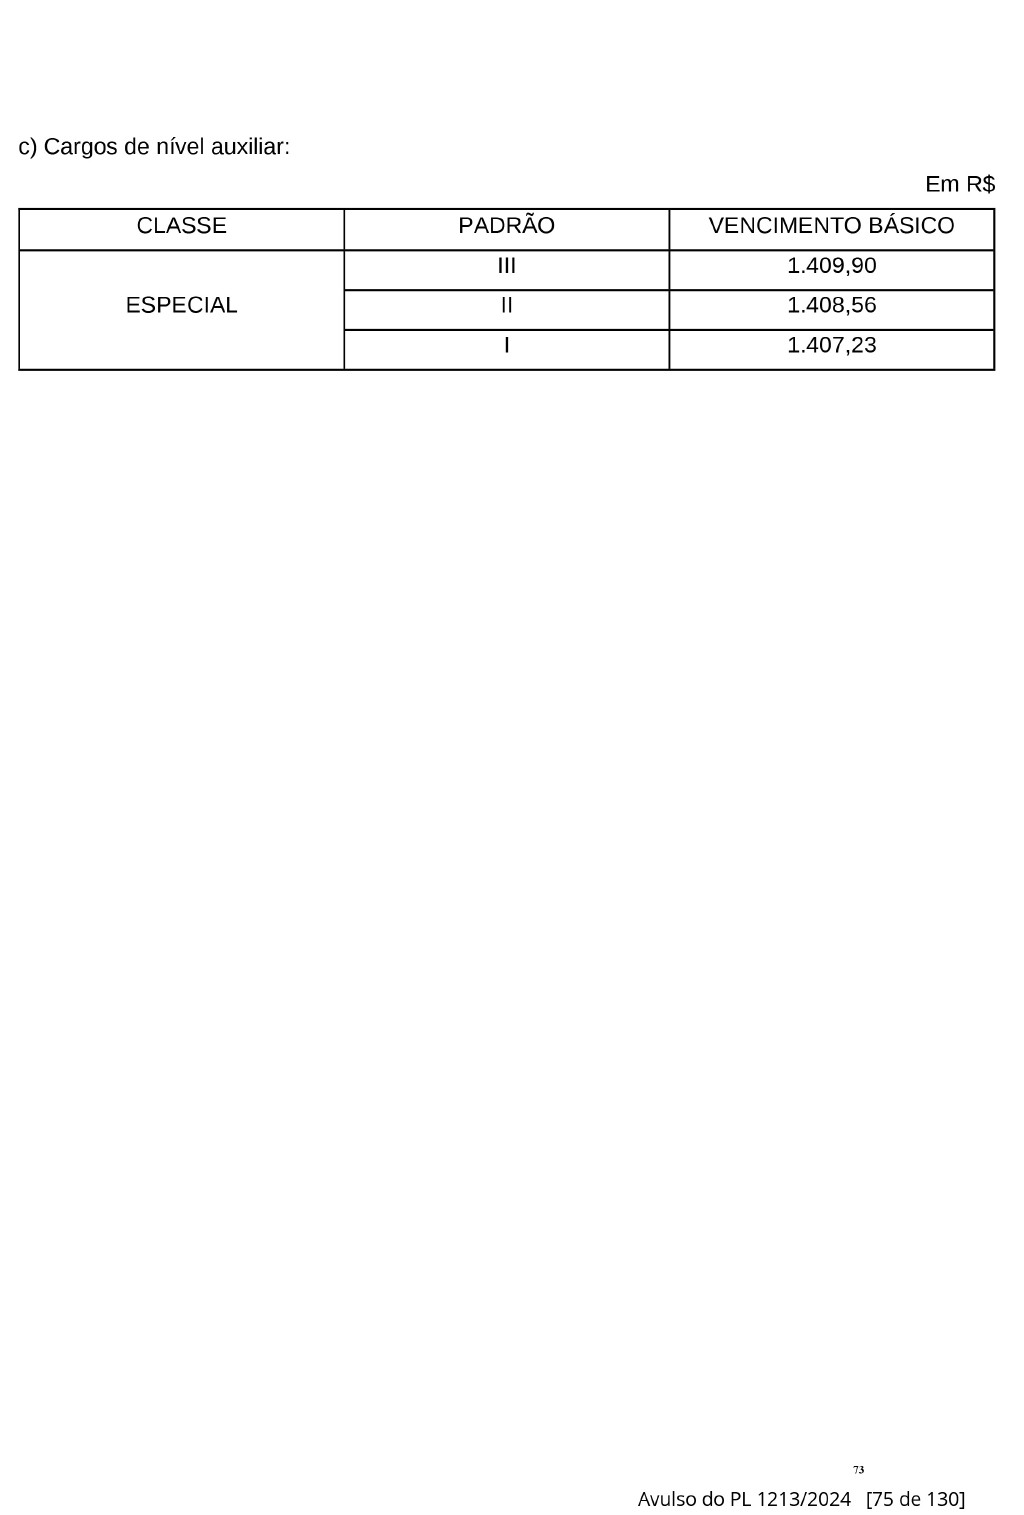 c) Cargos de nível auxiliar:
Em R$
CLASSE PADRÃO VENCIMENTO BÁSICO
III 1.409,90
ESPECIAL II 1.408,56
I 1.407,23
73
Avulso do PL 1213/2024 [75 de 130]